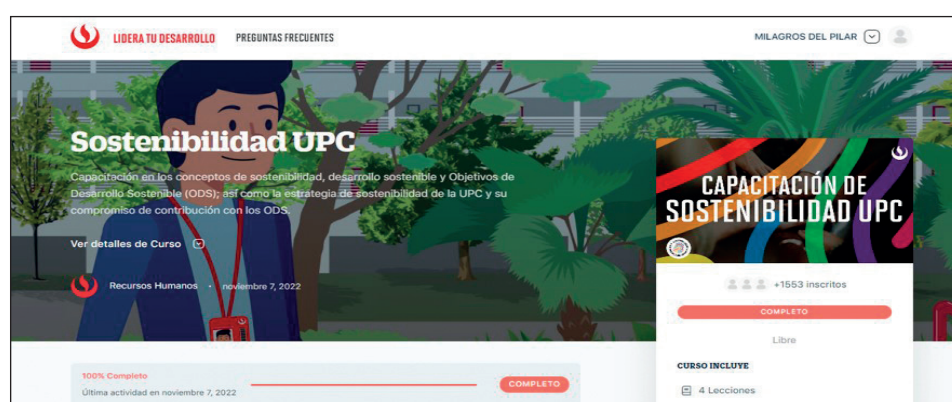 LIDERA TU DESARROLLO
PREGUNTAS FRECUENTES
MILAGROS DEL PILAR
Sostenibilidad UPC
Capacitación en los conceptos de sostenibilidad, desarrollo sostenible y Objetivos de
Desarrollo Sostenible (ODS); así como la estrategia de sostenibilidad de la UPC y su
compromiso de contribución con los ODS.
Ver detalles de Curso
Recursos Humanos · noviembre 7, 2022
100% Completo
Última actividad en noviembre 7, 2022
COMPLETO
CAPACITACIÓN DE
SOSTENIBILIDAD UPC
+1553 inscritos
COMPLETO
Libre
CURSO INCLUYE
4 Lecciones